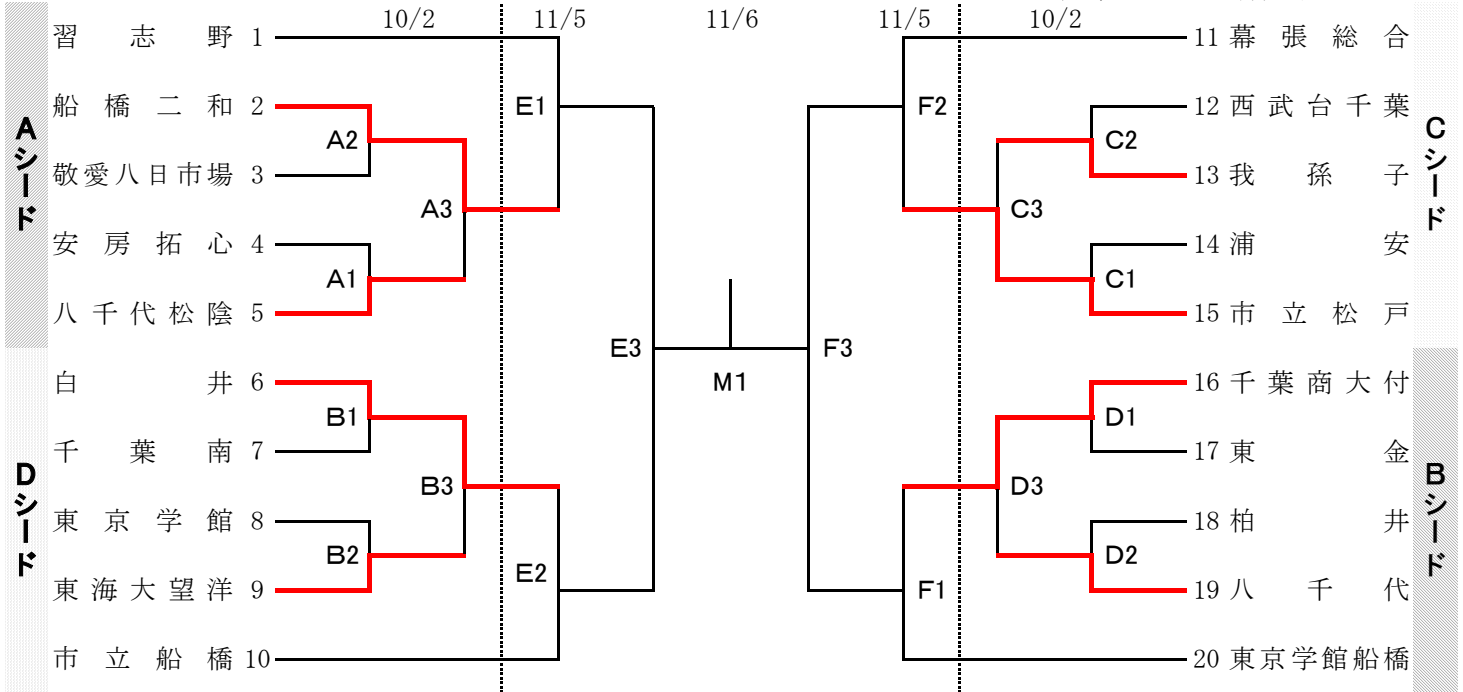 10/2 11/5 11/6 11/5 10/2
Aシード
Dシード
習志野 1
船橋二和 2
敬愛八日市場 3
安房拓心 4
八千代松陰 5
白井 6
千葉南 7
東京学館 8
東海大望洋 9
市立船橋 10
A2
A1
A3
B1
B2
B3
E1
E2
E3
M1
F3
F2
F1
C3
D3
C2
C1
D1
D2
11 幕張総合
12 西武台千葉
13 我孫子
14 浦安
15 市立松戸
16 千葉商大付
17 東金
18 柏井
19 八千代
20 東京学館船橋
Cシード
Bシード